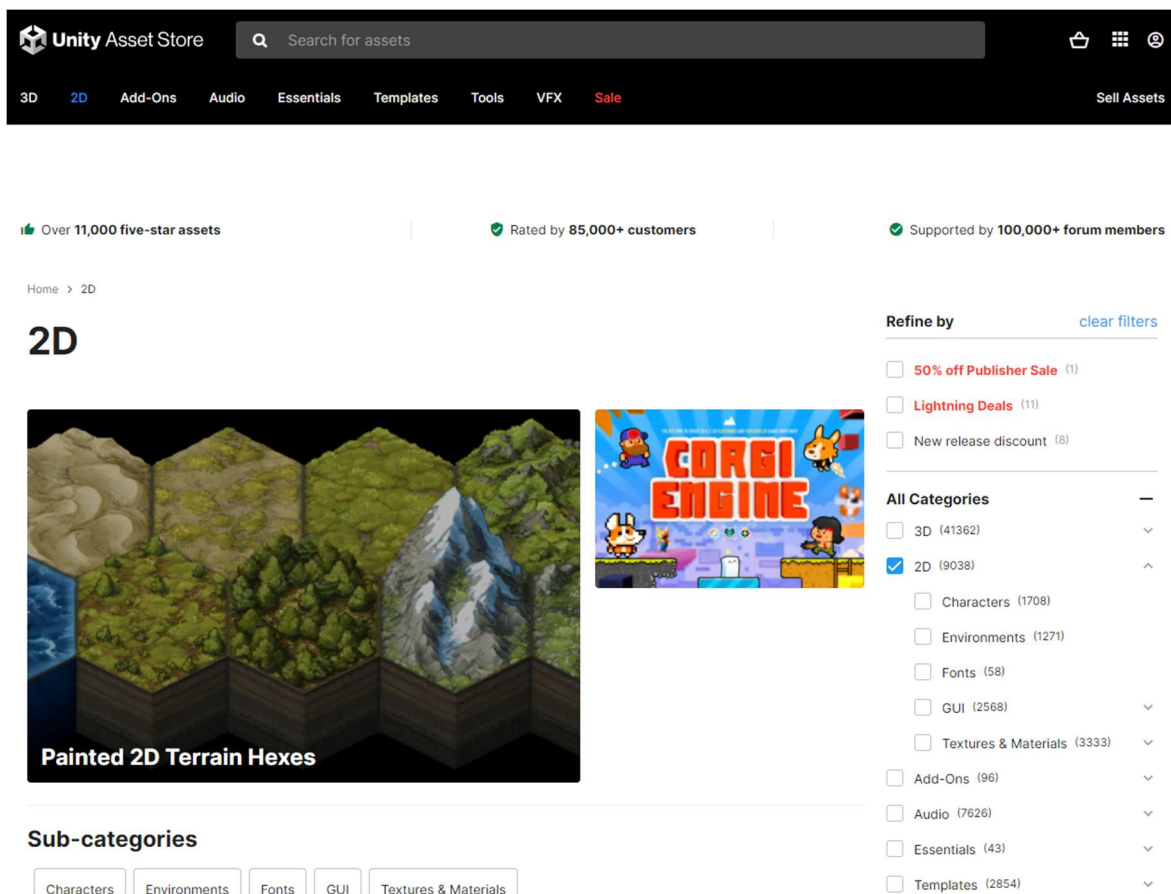 Unity Asset Store
Search for assets
3D 2D Add-Ons Audio Essentials Templates Tools VFX Sale Sell Assets
Over 11,000 five-star assets
Rated by 85,000+ customers
Supported by 100,000+ forum members
Home > 2D
2D
Painted 2D Terrain Hexes
CORGI
ENGINE
Sub-categories
Characters
Environments
Fonts
GUI
Textures & Materials
Refine by clear filters
50% off Publisher Sale (1)
Lightning Deals (11)
New release discount (8)
All Categories
3D (41362)
2D (9038)
Characters (1708)
Environments (1271)
Fonts (58)
GUI (2568)
Textures & Materials (3333)
Add-Ons (96)
Audio (7626)
Essentials (43)
Templates (2854)